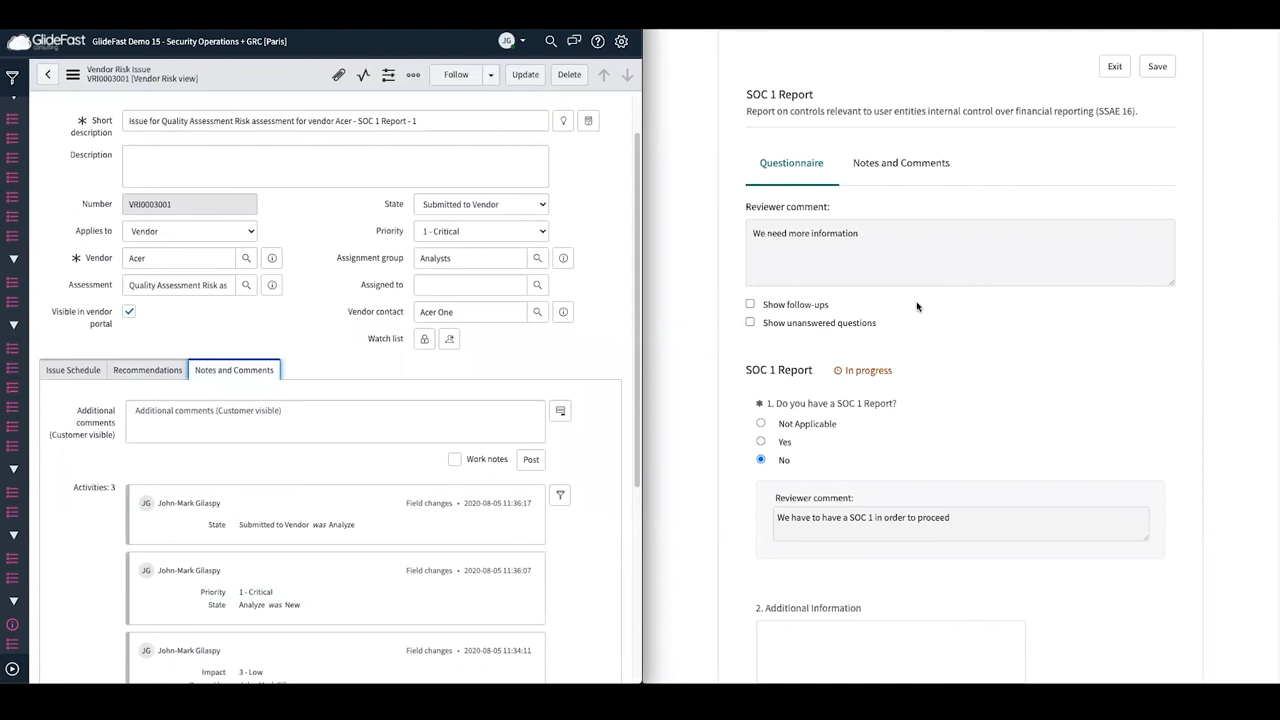 GlideFast
consulting
GlideFast Demo 15 - Security Operations + GRC [Paris]
JG
Vendor Risk Issue
VRI0003001 [Vendor Risk view]
Follow
Update
Delete
Short
description
Issue for Quality Assessment Risk assessment for vendor Acer - SOC 1 Report - 1
Description
Number
VRI0003001
State
Submitted to Vendor
Applies to
Vendor
Priority
1 - Critical
Vendor
Acer
Assignment group
Analysts
Assessment
Quality Assessment Risk as
Assigned to
Visible in vendor
portal
Vendor contact
Acer One
Watch list
Issue Schedule
Recommendations
Notes and Comments
Additional
comments
(Customer visible)
Additional comments (Customer visible)
Work notes
Post
Activities: 3
JG
John-Mark Gilaspy
Field changes • 2020-08-05 11:36:17
State
Submitted to Vendor was Analyze
JG
John-Mark Gilaspy
Field changes • 2020-08-05 11:36:07
Priority
1 - Critical
State
Analyze was New
JG
John-Mark Gilaspy
Field changes • 2020-08-05 11:34:11
Impact
3 - Low
Exit
Save
SOC 1 Report
Report on controls relevant to user entities internal control over financial reporting (SSAE 16).
Questionnaire
Notes and Comments
Reviewer comment:
We need more information
Show follow-ups
Show unanswered questions
SOC 1 Report
In progress
✱ 1. Do you have a SOC 1 Report?
Not Applicable
Yes
No
Reviewer comment:
We have to have a SOC 1 in order to proceed
2. Additional Information